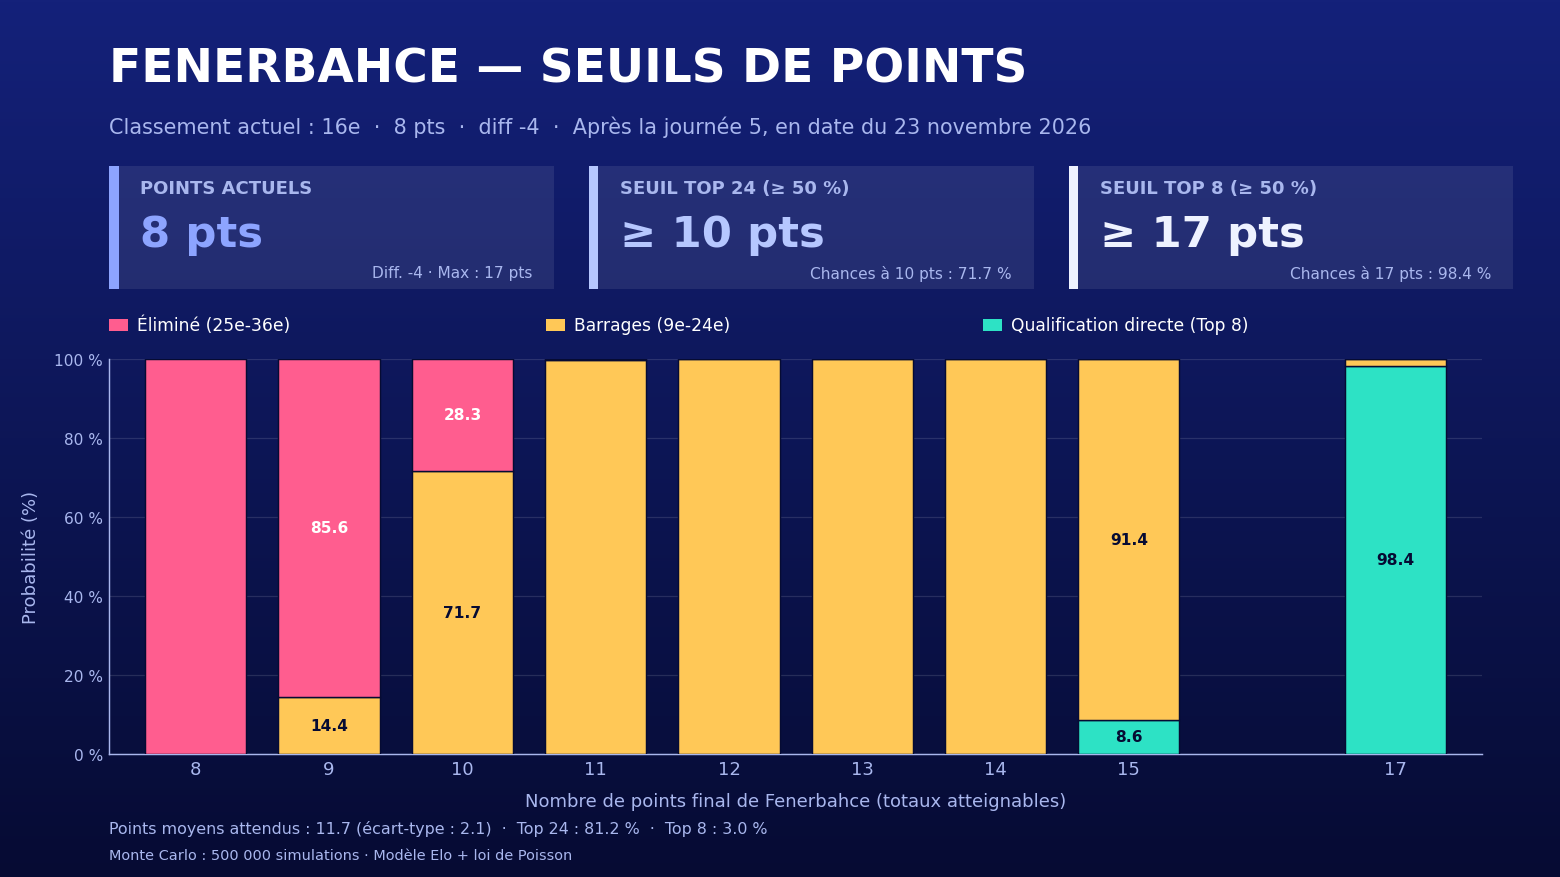 FENERBAHCE — SEUILS DE POINTS
Classement actuel : 16e · 8 pts · diff -4 · Après la journée 5, en date du 23 novembre 2026
POINTS ACTUELS
8 pts
Diff. -4 · Max : 17 pts
SEUIL TOP 24 (≥ 50 %)
≥ 10 pts
Chances à 10 pts : 71.7 %
SEUIL TOP 8 (≥ 50 %)
≥ 17 pts
Chances à 17 pts : 98.4 %
Éliminé (25e-36e)
Barrages (9e-24e)
Qualification directe (Top 8)
Probabilité (%)
100 %
80 %
60 %
40 %
20 %
0 %
85.6
14.4
28.3
71.7
91.4
8.6
98.4
8 9 10 11 12 13 14 15 17
Nombre de points final de Fenerbahce (totaux atteignables)
Points moyens attendus : 11.7 (écart-type : 2.1) · Top 24 : 81.2 % · Top 8 : 3.0 %
Monte Carlo : 500 000 simulations · Modèle Elo + loi de Poisson